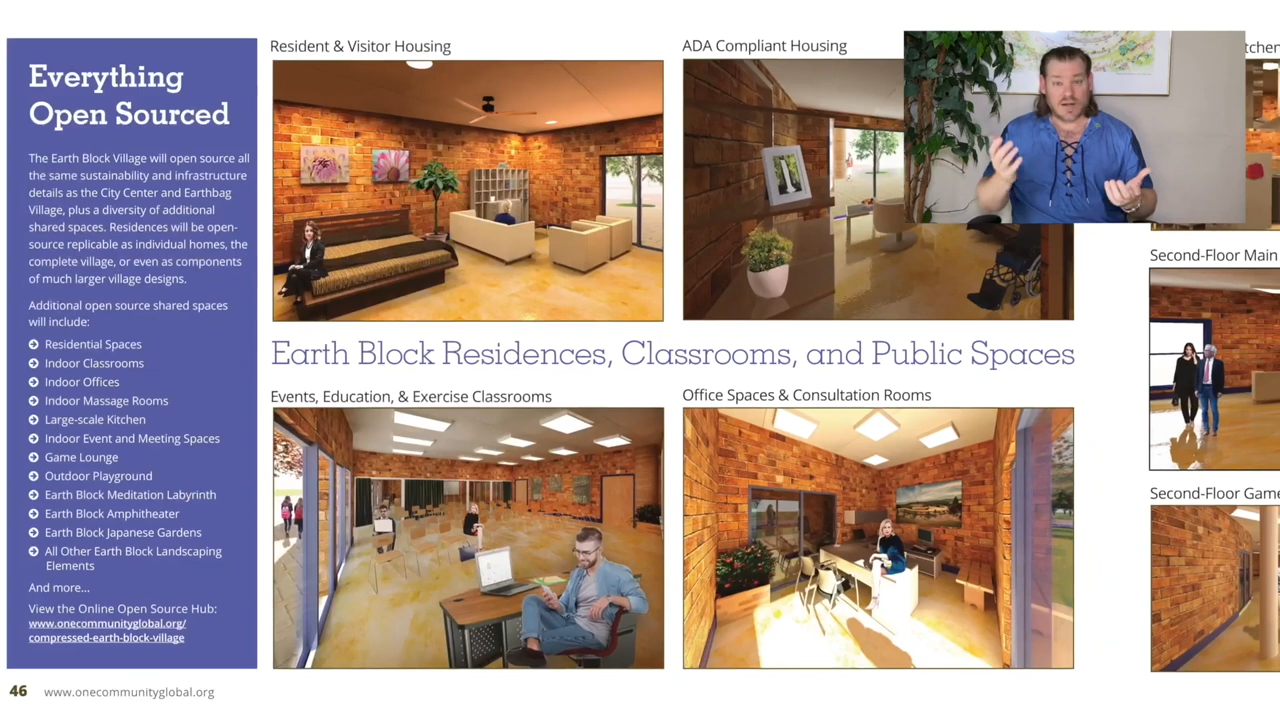 Everything
Open Sourced
The Earth Block Village will open source all
the same sustainability and infrastructure
details as the City Center and Earthbag
Village, plus a diversity of additional
shared spaces. Residences will be open-
source replicable as individual homes, the
complete village, or even as components
of much larger village designs.
Additional open source shared spaces
will include:
Residential Spaces
Indoor Classrooms
Indoor Offices
Indoor Massage Rooms
Large-scale Kitchen
Indoor Event and Meeting Spaces
Game Lounge
Outdoor Playground
Earth Block Meditation Labyrinth
Earth Block Amphitheater
Earth Block Japanese Gardens
All Other Earth Block Landscaping
Elements
And more...
View the Online Open Source Hub:
www.onecommunityglobal.org/
compressed-earth-block-village
46 www.onecommunityglobal.org
Resident & Visitor Housing
ADA Compliant Housing
Earth Block Residences, Classrooms, and Public Spaces
Events, Education, & Exercise Classrooms
Office Spaces & Consultation Rooms
Second-Floor Main
Second-Floor Game